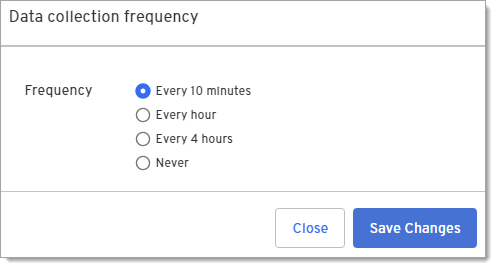 Data collection frequency
Frequency
Every 10 minutes
Every hour
Every 4 hours
Never
Close
Save Changes